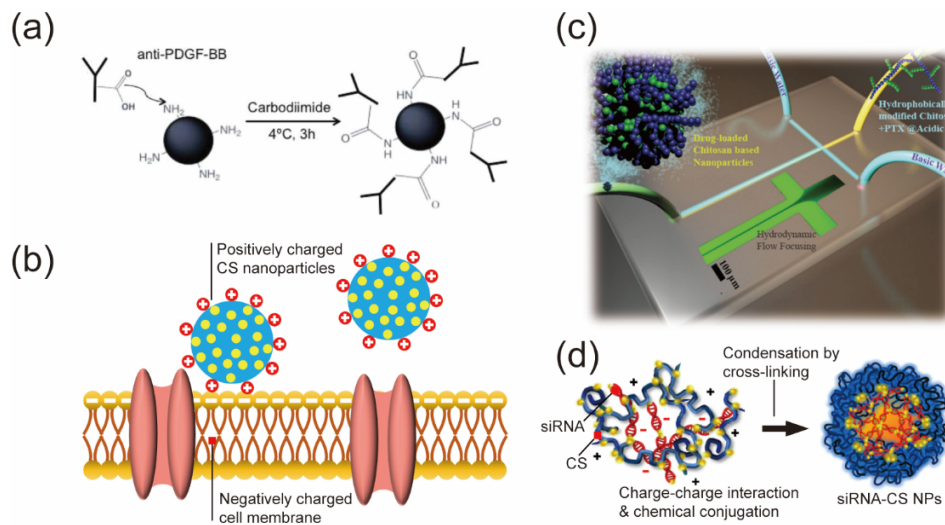 (a)
anti-PDGF-BB
O
OH
NH₂
NH₂
H₂N
NH₂
Carbodiimide
4°C, 3h
O
NH
O
HN
O
N
H
O
H
N
O
NH
(b)
Positively charged
CS nanoparticles
Negatively charged
cell membrane
(c)
Drug-loaded
Chitosan based
Nanoparticles
Hydrophobically
modified Chitosan
+PTX @Acidic
Basic
Hydrodynamic
Flow Focusing
100 µm
(d)
Condensation by
cross-linking
siRNA
CS
Charge-charge interaction
& chemical conjugation
siRNA-CS NPs